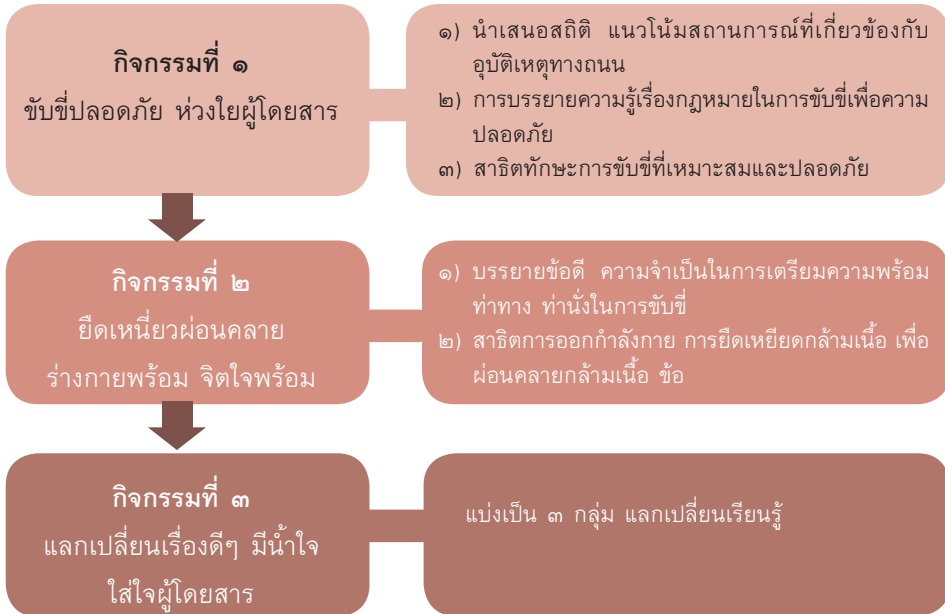 กิจกรรมที่ ๑
ขับขี่ปลอดภัย ห่วงใยผู้โดยสาร
๑) นำเสนอสถิติ แนวโน้มสถานการณ์ที่เกี่ยวข้องกับ
อุบัติเหตุทางถนน
๒) การบรรยายความรู้เรื่องกฎหมายในการขับขี่เพื่อความ
ปลอดภัย
๓) สาธิตทักษะการขับขี่ที่เหมาะสมและปลอดภัย
กิจกรรมที่ ๒
ยืดเหนี่ยวผ่อนคลาย
ร่างกายพร้อม จิตใจพร้อม
๑) บรรยายข้อดี ความจำเป็นในการเตรียมความพร้อม
ท่าทาง ท่านั่งในการขับขี่
๒) สาธิตการออกกำลังกาย การยืดเหยียดกล้ามเนื้อ เพื่อ
ผ่อนคลายกล้ามเนื้อ ข้อ
กิจกรรมที่ ๓
แลกเปลี่ยนเรื่องดีๆ มีน้ำใจ
ใส่ใจผู้โดยสาร
แบ่งเป็น ๓ กลุ่ม แลกเปลี่ยนเรียนรู้